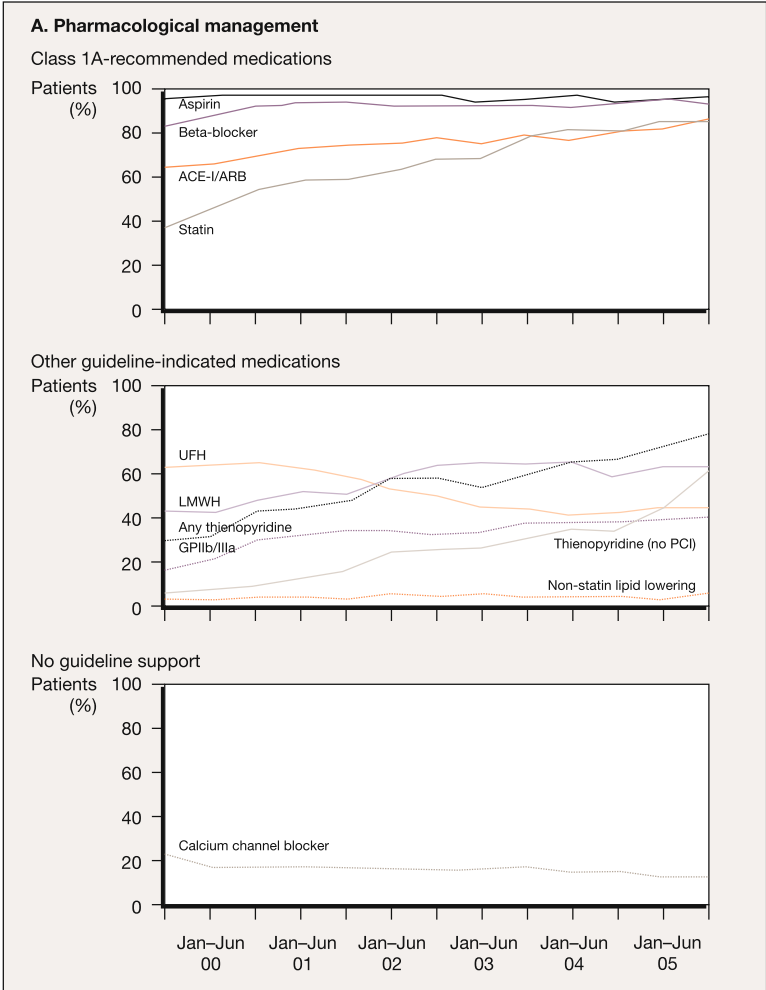 A. Pharmacological management
Class 1A-recommended medications
Patients
(%)
100
80
60
40
20
0
Aspirin
Beta-blocker
ACE-I/ARB
Statin
Other guideline-indicated medications
Patients
(%)
100
80
60
40
20
0
UFH
LMWH
Any thienopyridine
GPIIb/IIIa
Thienopyridine (no PCI)
Non-statin lipid lowering
No guideline support
Patients
(%)
100
80
60
40
20
0
Calcium channel blocker
Jan–Jun Jan–Jun Jan–Jun Jan–Jun Jan–Jun Jan–Jun
00 01 02 03 04 05